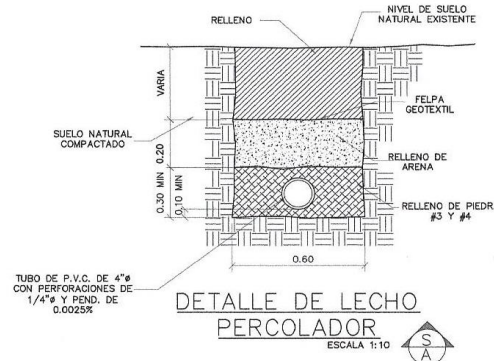 NIVEL DE SUELO
NATURAL EXISTENTE
RELLENO
VARIA
FELPA
GEOTEXTIL
SUELO NATURAL
COMPACTADO
0.20
RELLENO DE
ARENA
0.30 MIN
0.10 MIN
RELLENO DE PIEDR
#3 Y #4
0.60
TUBO DE P.V.C. DE 4"ø
CON PERFORACIONES DE
1/4"ø Y PEND. DE
0.0025%
DETALLE DE LECHO
PERCOLADOR
ESCALA 1:10
S
A